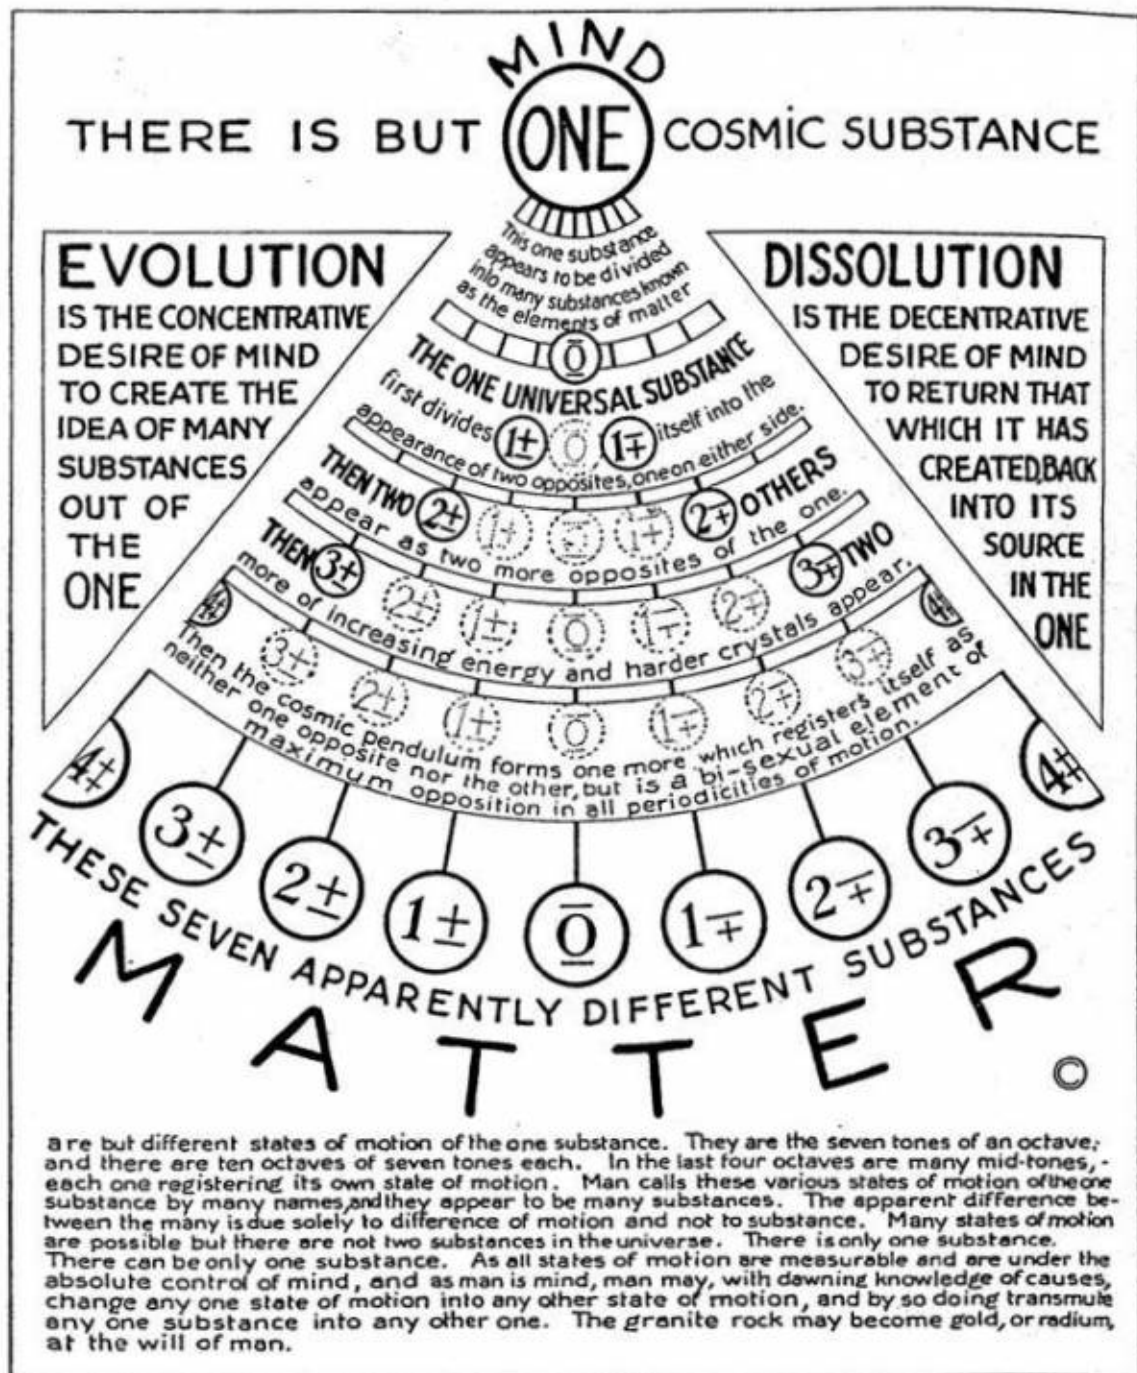 MIND
THERE IS BUT ONE COSMIC SUBSTANCE
This one substance
appears to be divided
into many substances known
as the elements of matter
EVOLUTION
IS THE CONCENTRATIVE
DESIRE OF MIND
TO CREATE THE
IDEA OF MANY
SUBSTANCES
OUT OF
THE
ONE
DISSOLUTION
IS THE DECENTRATIVE
DESIRE OF MIND
TO RETURN THAT
WHICH IT HAS
CREATED,BACK
INTO ITS
SOURCE
IN THE
ONE
0
THE ONE UNIVERSAL SUBSTANCE
first divides 1± 0 1∓ itself into the
appearance of two opposites, one on either side.
THEN TWO 2± 1± 0 1∓ 2∓ OTHERS
appear as two more opposites of the one.
THEN 3± 2± 1± 0 1∓ 2∓ 3∓ TWO
more of increasing energy and harder crystals appear.
4± 3± 2± 1± 0 1∓ 2∓ 3∓ 4∓
Then the cosmic pendulum forms one more which registers itself as
neither one opposite nor the other, but is a bi-sexual element of
maximum opposition in all periodicities of motion.
4± 3± 2± 1± 0 1∓ 2∓ 3∓ 4∓
THESE SEVEN APPARENTLY DIFFERENT SUBSTANCES
MATTER
©
are but different states of motion of the one substance. They are the seven tones of an octave;
and there are ten octaves of seven tones each. In the last four octaves are many mid-tones, -
each one registering its own state of motion. Man calls these various states of motion of the one
substance by many names,and they appear to be many substances. The apparent difference be-
tween the many is due solely to difference of motion and not to substance. Many states of motion
are possible but there are not two substances in the universe. There is only one substance.
There can be only one substance. As all states of motion are measurable and are under the
absolute control of mind, and as man is mind, man may, with dawning knowledge of causes,
change any one state of motion into any other state of motion, and by so doing transmute
any one substance into any other one. The granite rock may become gold, or radium,
at the will of man.